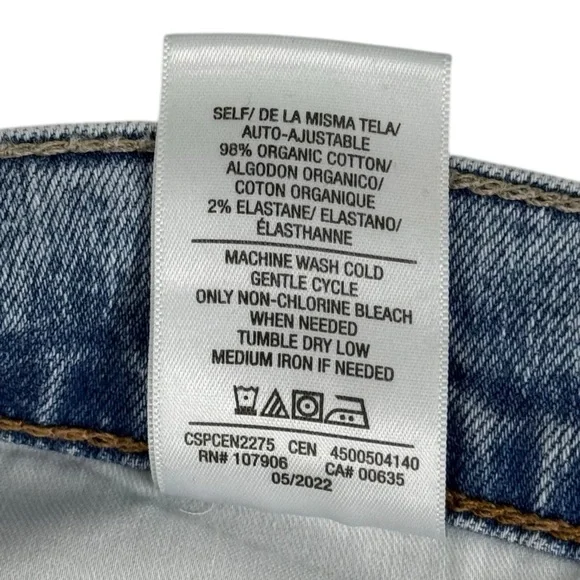 SELF/ DE LA MISMA TELA/
AUTO-AJUSTABLE
98% ORGANIC COTTON/
ALGODON ORGANICO/
COTON ORGANIQUE
2% ELASTANE/ ELASTANO/
ÉLASTHANNE
MACHINE WASH COLD
GENTLE CYCLE
ONLY NON-CHLORINE BLEACH
WHEN NEEDED
TUMBLE DRY LOW
MEDIUM IRON IF NEEDED
CSPCEN2275 CEN 4500504140
RN# 107906 CA# 00635
05/2022